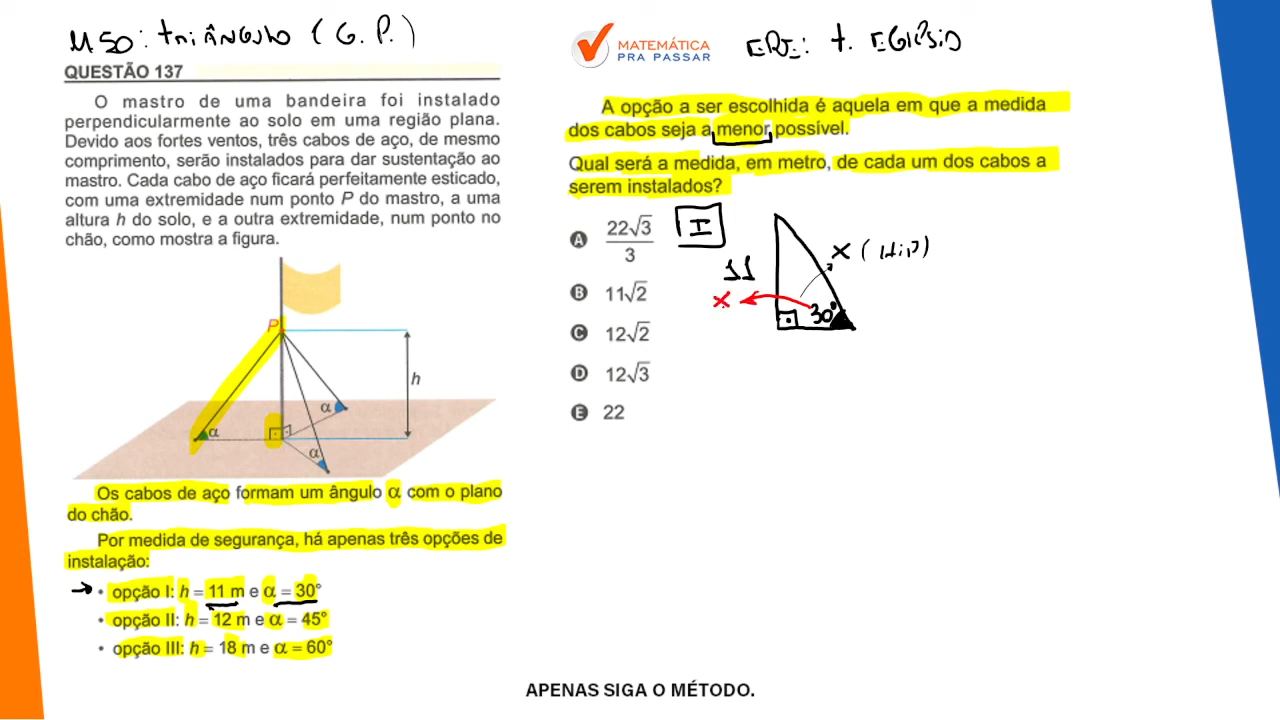 MSO: triângulo (G. P.)
QUESTÃO 137
O mastro de uma bandeira foi instalado
perpendicularmente ao solo em uma região plana.
Devido aos fortes ventos, três cabos de aço, de mesmo
comprimento, serão instalados para dar sustentação ao
mastro. Cada cabo de aço ficará perfeitamente esticado,
com uma extremidade num ponto P do mastro, a uma
altura h do solo, e a outra extremidade, num ponto no
chão, como mostra a figura.
P
h
α
α
α
Os cabos de aço formam um ângulo α com o plano
do chão.
Por medida de segurança, há apenas três opções de
instalação:
• opção I: h = 11 m e α = 30°
• opção II: h = 12 m e α = 45°
• opção III: h = 18 m e α = 60°
MATEMÁTICA
PRA PASSAR
t.
A opção a ser escolhida é aquela em que a medida
dos cabos seja a menor possível.
Qual será a medida, em metro, de cada um dos cabos a
serem instalados?
A 22√3/3
B 11√2
C 12√2
D 12√3
E 22
I
11
x
x (Hip)
30°
APENAS SIGA O MÉTODO.